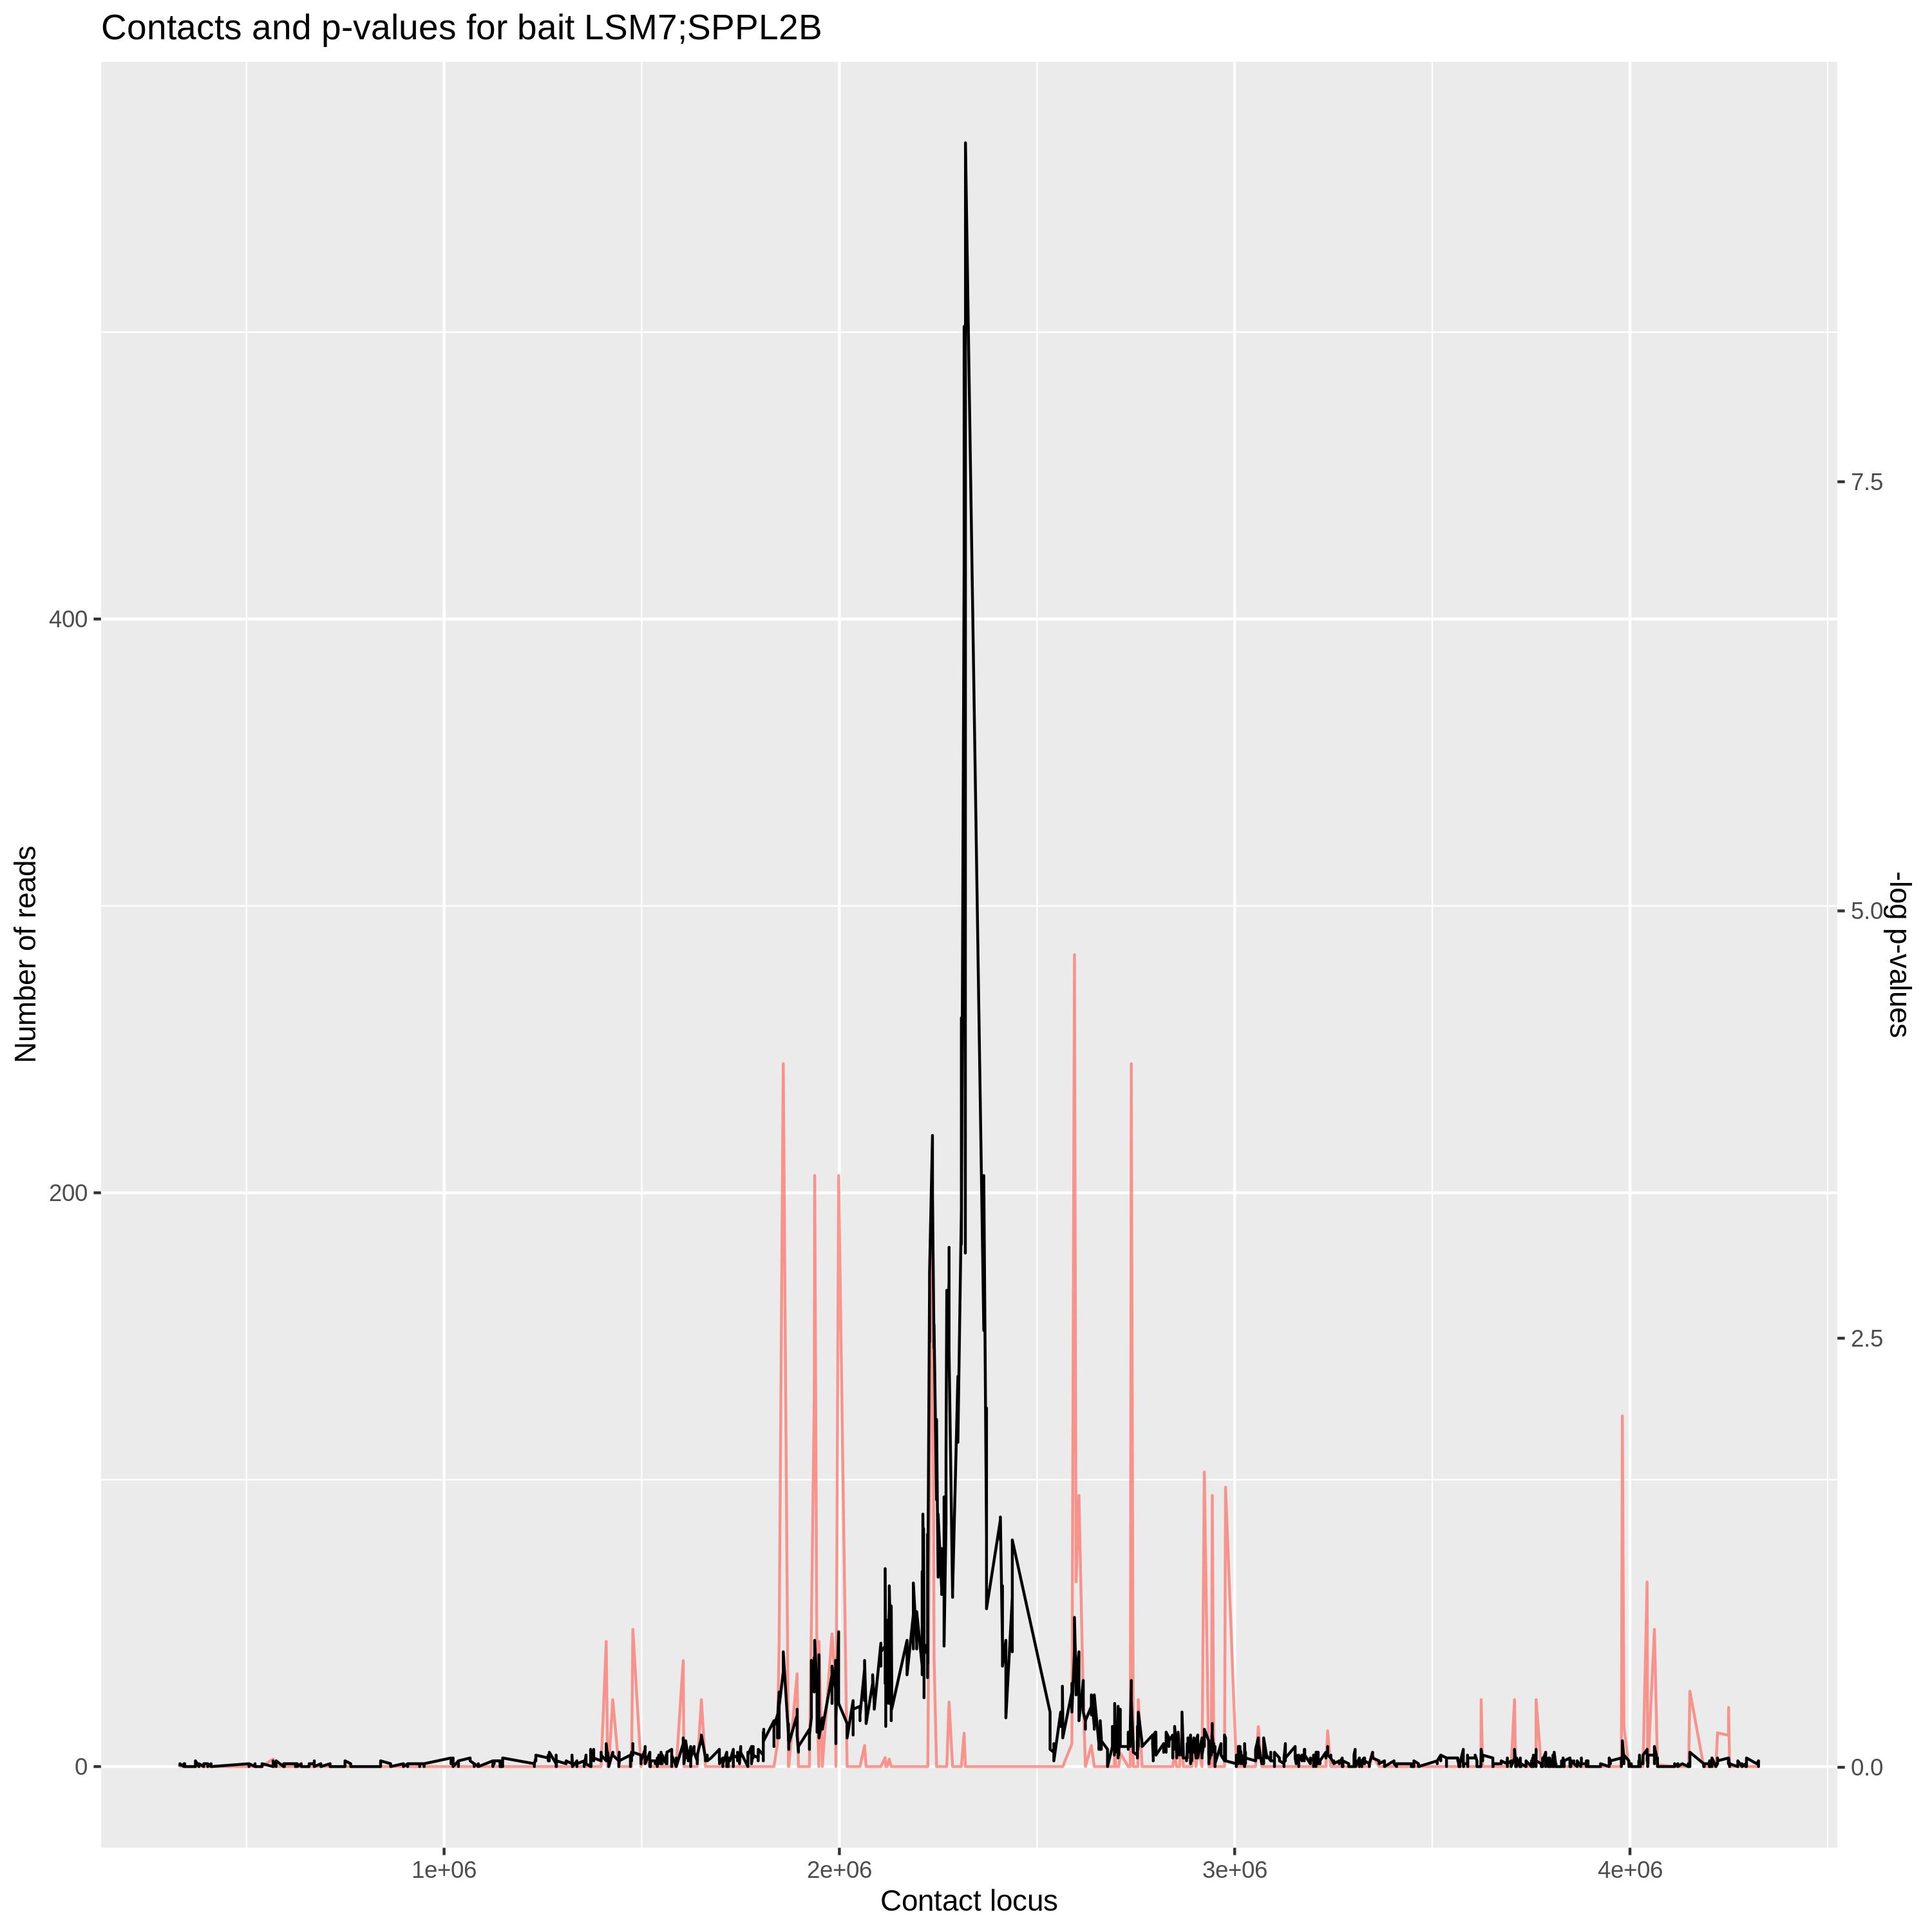 Contacts and p-values for bait LSM7;SPPL2B
Number of reads
400
200
0
7.5
5.0
2.5
0.0
-log p-values
1e+06
2e+06
3e+06
4e+06
Contact locus